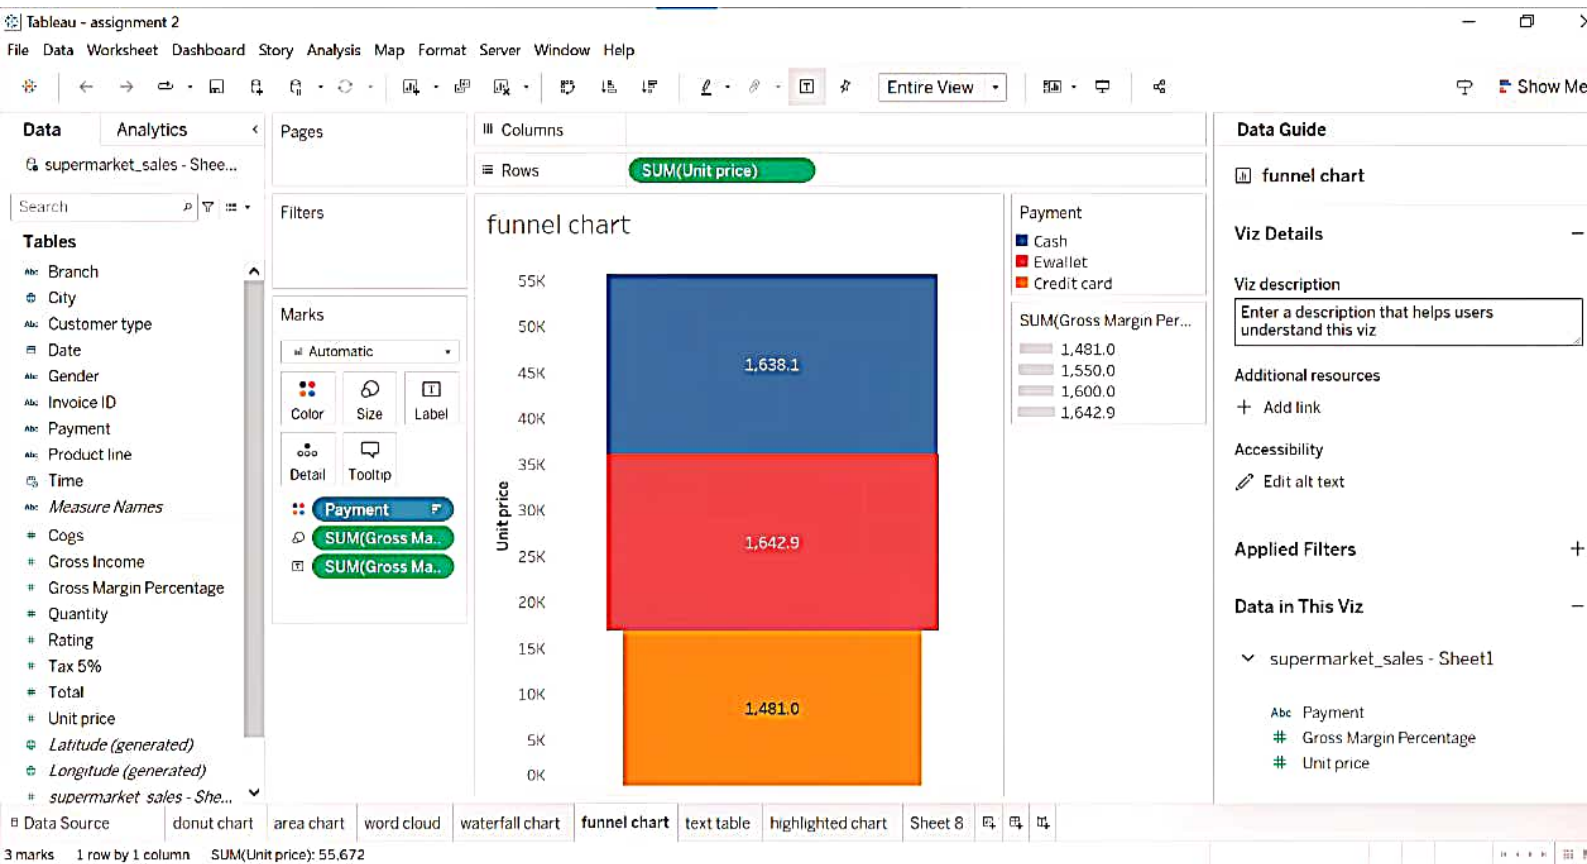 Tableau - assignment 2
File Data Worksheet Dashboard Story Analysis Map Format Server Window Help
Entire View
Show Me
Data Analytics
supermarket_sales - Shee...
Search
Tables
Abc Branch
City
Abc Customer type
Date
Abc Gender
Abc Invoice ID
Abc Payment
Abc Product line
Time
Abc Measure Names
# Cogs
# Gross Income
# Gross Margin Percentage
# Quantity
# Rating
# Tax 5%
# Total
# Unit price
Latitude (generated)
Longitude (generated)
# supermarket_sales - She...
Pages
Filters
Marks
Automatic
Color Size Label
Detail Tooltip
Payment
SUM(Gross Ma..
SUM(Gross Ma..
Columns
Rows SUM(Unit price)
funnel chart
Unit price
55K
50K
45K
40K
35K
30K
25K
20K
15K
10K
5K
0K
1,638.1
1,642.9
1,481.0
Payment
Cash
Ewallet
Credit card
SUM(Gross Margin Per...
1,481.0
1,550.0
1,600.0
1,642.9
Data Guide
funnel chart
Viz Details
Viz description
Enter a description that helps users
understand this viz
Additional resources
Add link
Accessibility
Edit alt text
Applied Filters
Data in This Viz
supermarket_sales - Sheet1
Abc Payment
# Gross Margin Percentage
# Unit price
Data Source donut chart area chart word cloud waterfall chart funnel chart text table highlighted chart Sheet 8
3 marks 1 row by 1 column SUM(Unit price): 55,672